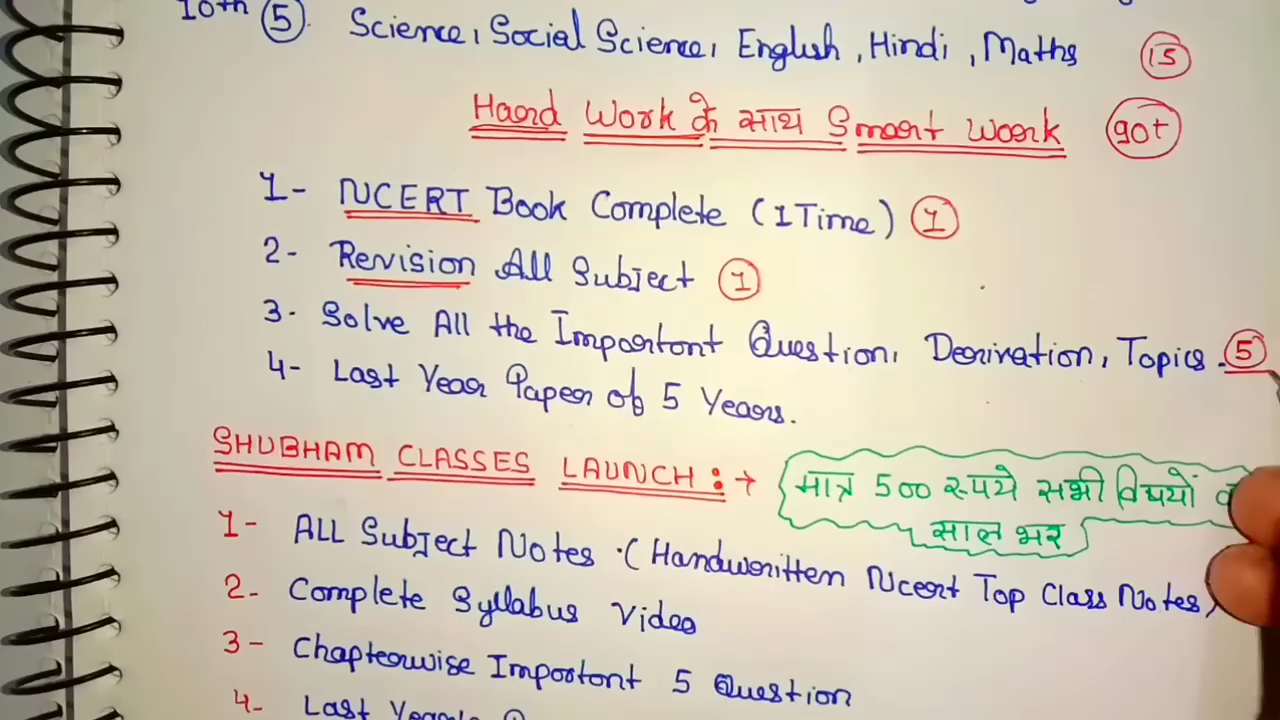 10th (5) Science, Social Science, English, Hindi, Maths (15)
Hard Work के साथ Smart Work (90+)
1- NCERT Book Complete (1 Time) (1)
2- Revision All Subject (1)
3. Solve All the Important Question, Derivation, Topics. (5)
4- Last Year Paper of 5 Years.
SHUBHAM CLASSES LAUNCH :→ मात्र 500 रुपये सभी विषयों
साल भर
1- ALL Subject Notes. (Handwritten Ncert Top Class Notes)
2- Complete Syllabus Video
3- Chapterwise Important 5 Question
4- Last